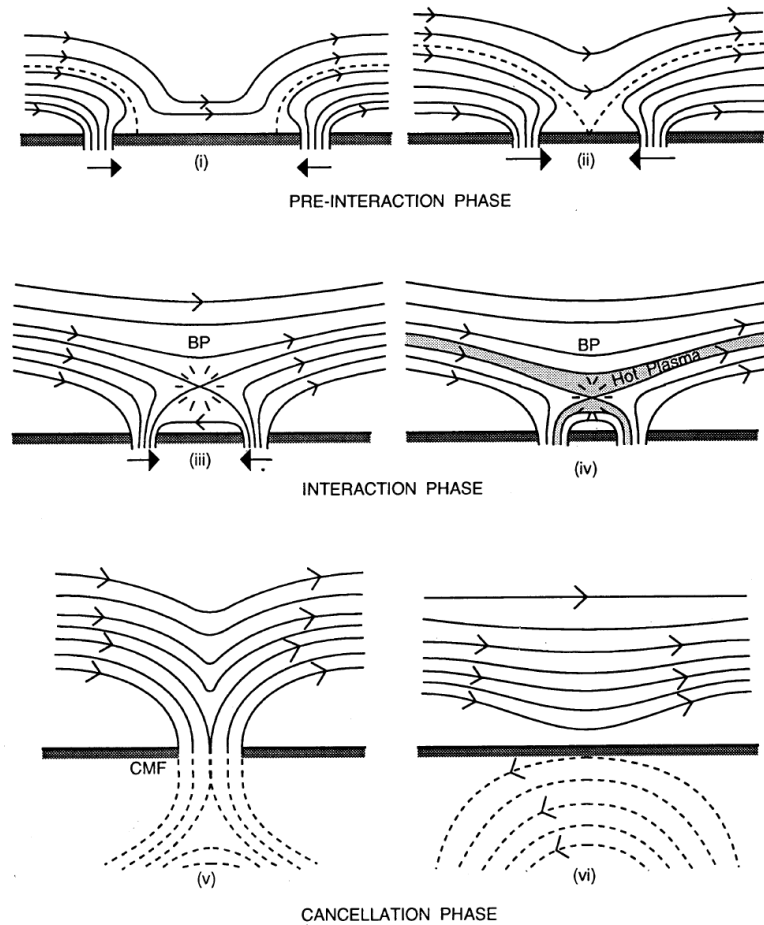 (i)
(ii)
PRE-INTERACTION PHASE
BP
BP
Hot Plasma
(iii)
(iv)
INTERACTION PHASE
CMF
(v)
(vi)
CANCELLATION PHASE